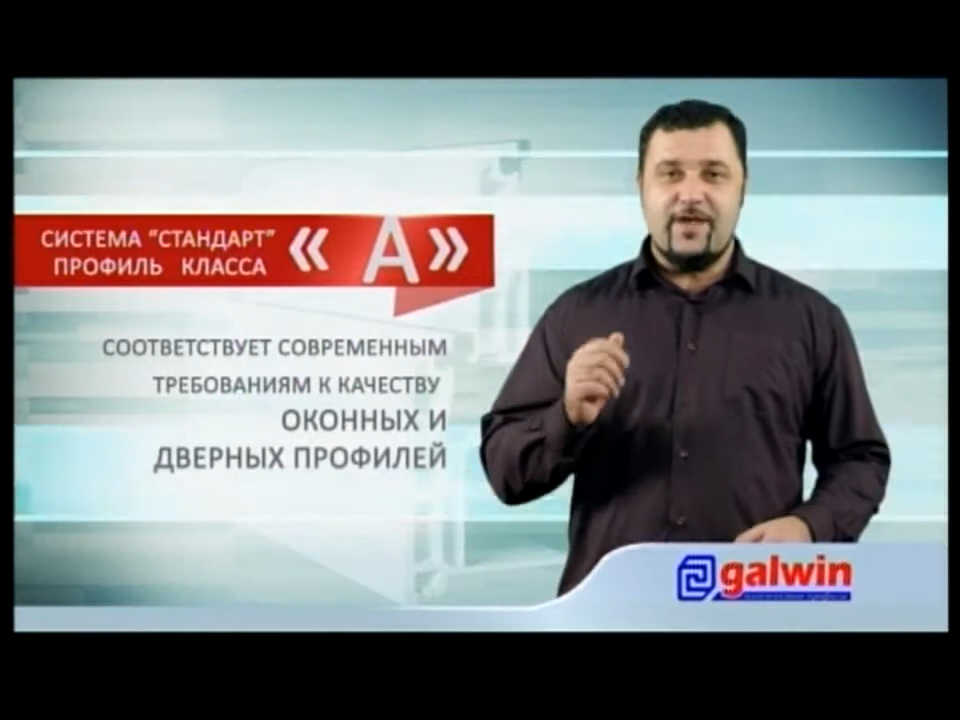 СИСТЕМА "СТАНДАРТ"
ПРОФИЛЬ КЛАССА
« А »
СООТВЕТСТВУЕТ СОВРЕМЕННЫМ
ТРЕБОВАНИЯМ К КАЧЕСТВУ
ОКОННЫХ И
ДВЕРНЫХ ПРОФИЛЕЙ
galwin